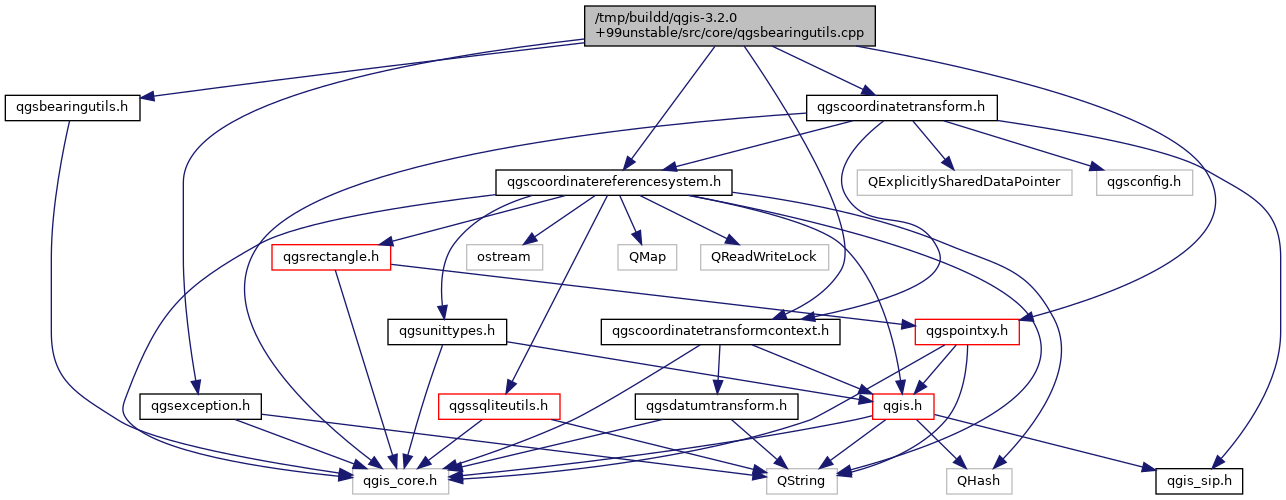 /tmp/buildd/qgis-3.2.0
+99unstable/src/core/qgsbearingutils.cpp
qgsbearingutils.h
qgscoordinatetransform.h
qgscoordinatereferencesystem.h
QExplicitlySharedDataPointer
qgsconfig.h
qgsrectangle.h
ostream
QMap
QReadWriteLock
qgsunittypes.h
qgscoordinatetransformcontext.h
qgspointxy.h
qgsexception.h
qgssqliteutils.h
qgsdatumtransform.h
qgis.h
qgis_core.h
QString
QHash
qgis_sip.h